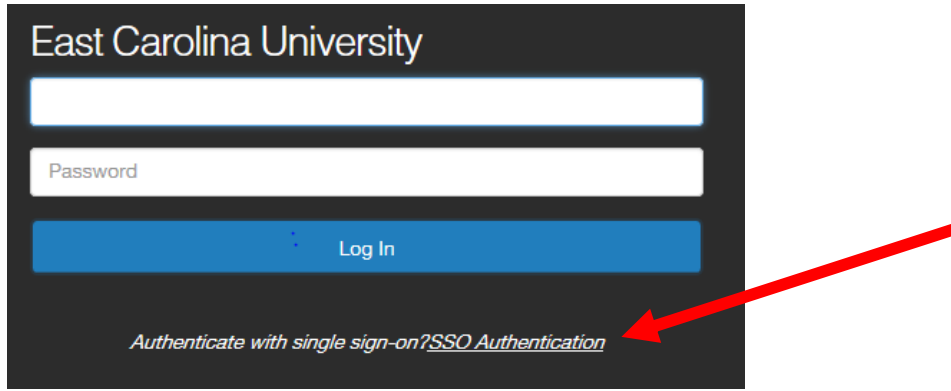 East Carolina University
Password
Log In
Authenticate with single sign-on?SSO Authentication